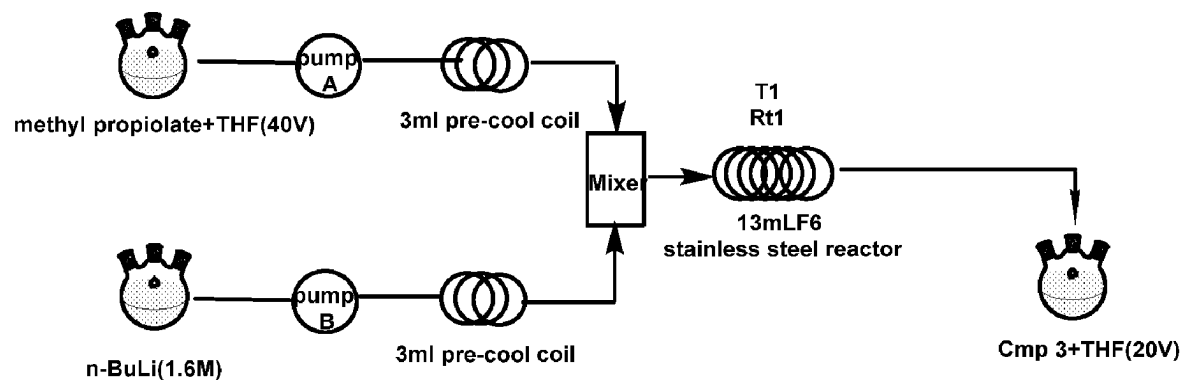 pump
A
methyl propiolate+THF(40V)
3ml pre-cool coil
T1
Rt1
Mixer
13mLF6
stainless steel reactor
pump
B
n-BuLi(1.6M)
3ml pre-cool coil
Cmp 3+THF(20V)